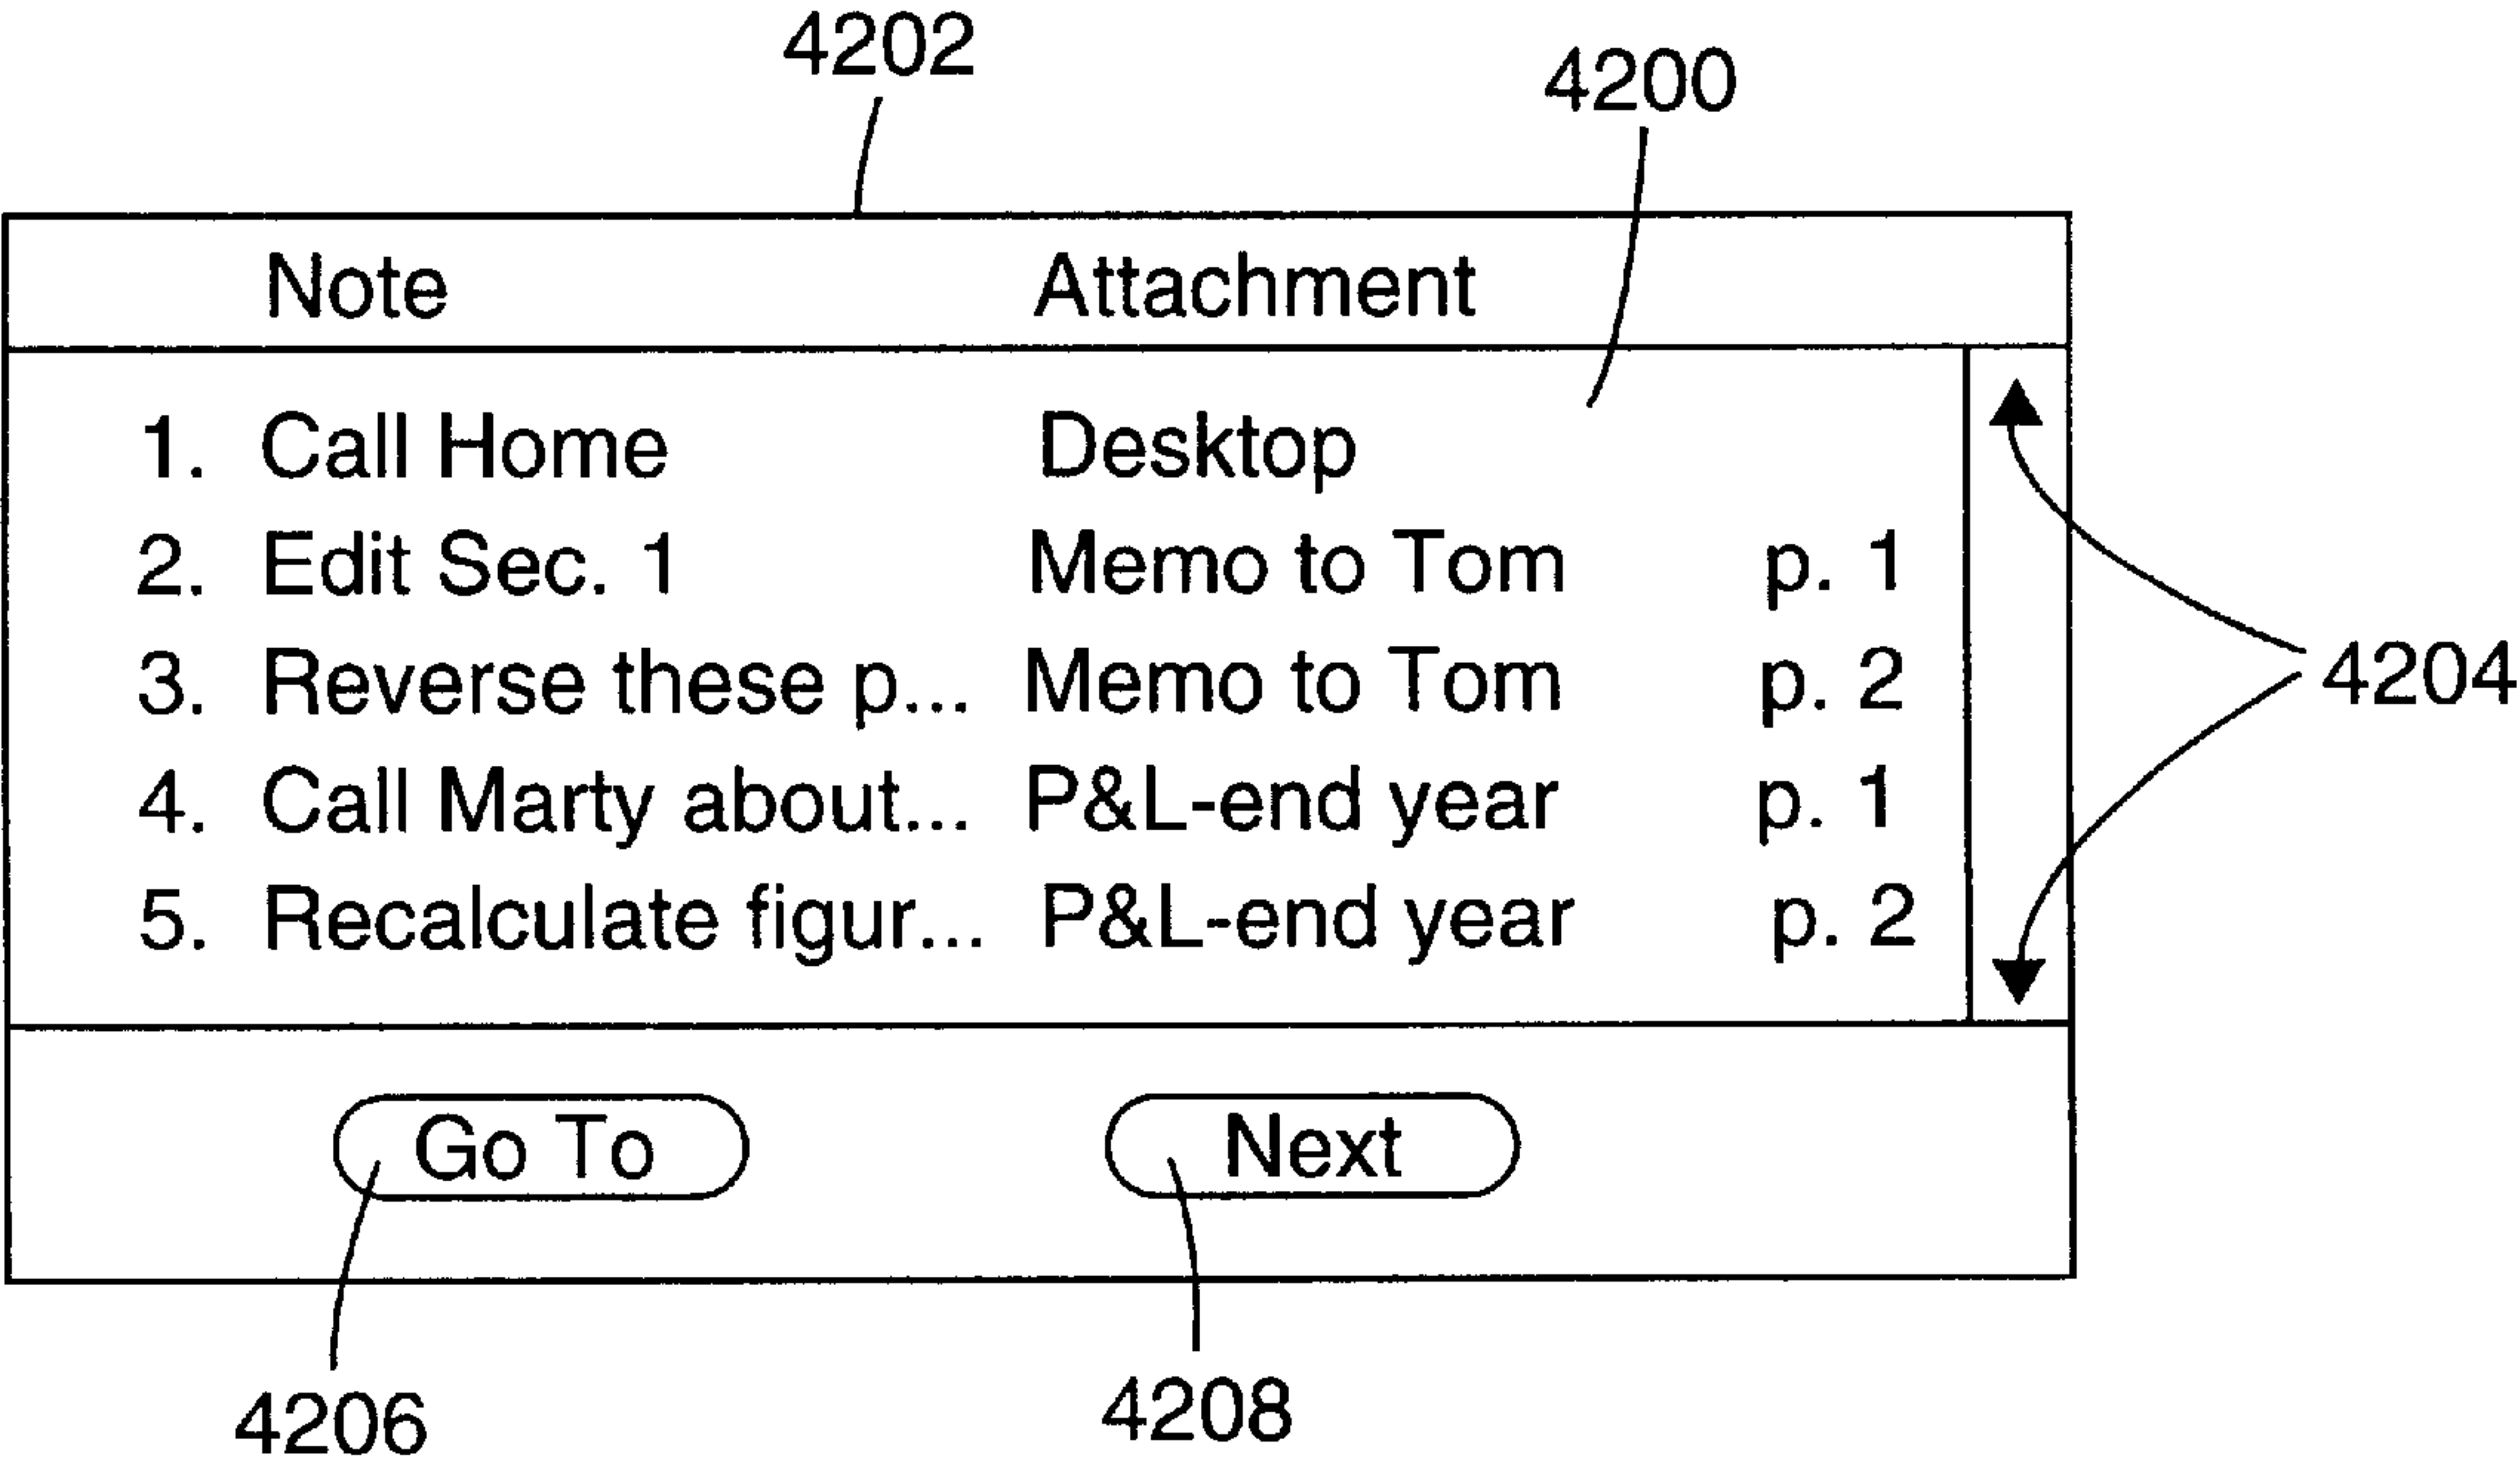 4202
4200
Note Attachment
1. Call Home Desktop
2. Edit Sec. 1 Memo to Tom p. 1
3. Reverse these p... Memo to Tom p. 2
4204
4. Call Marty about... P&L-end year p. 1
5. Recalculate figur... P&L-end year p. 2
Go To Next
4206 4208